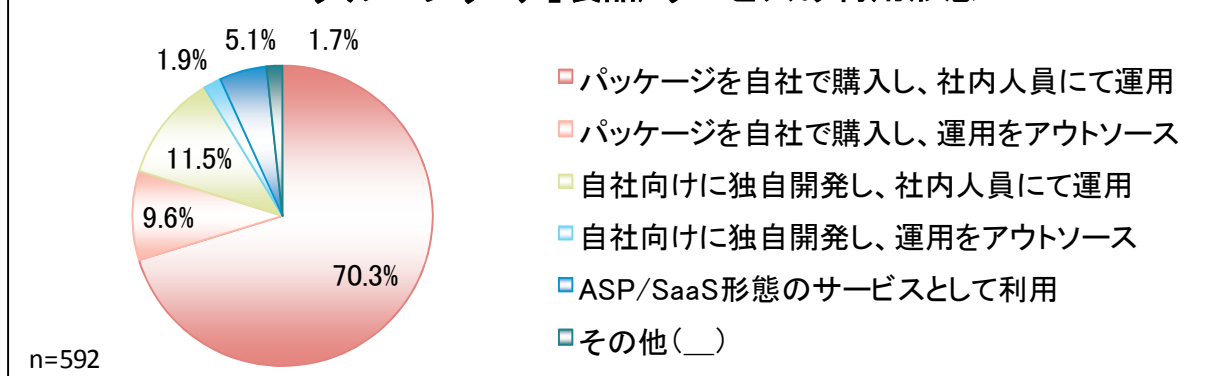 5.1%
1.7%
1.9%
11.5%
9.6%
70.3%
パッケージを自社で購入し、社内人員にて運用
パッケージを自社で購入し、運用をアウトソース
自社向けに独自開発し、社内人員にて運用
自社向けに独自開発し、運用をアウトソース
ASP/SaaS形態のサービスとして利用
その他(__)
n=592